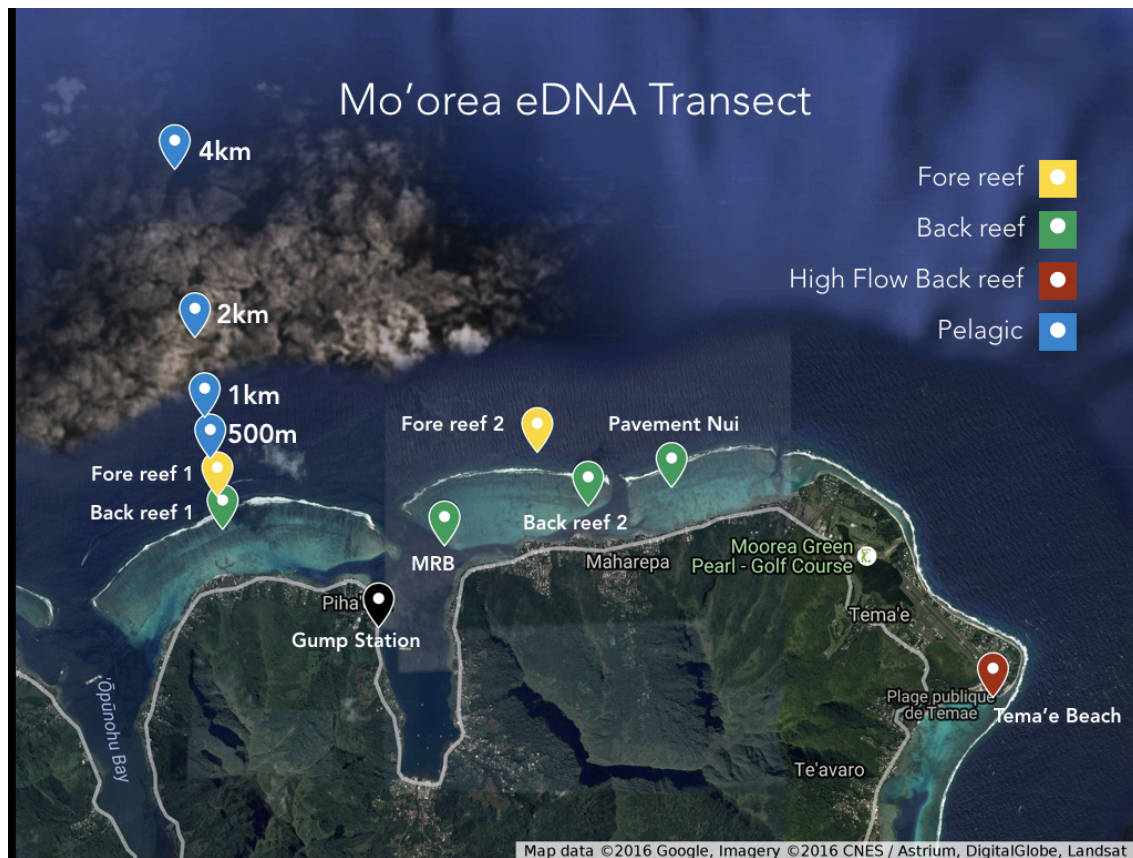 Mo’orea eDNA Transect
4km
Fore reef
Back reef
High Flow Back reef
Pelagic
2km
1km
500m
Fore reef 2
Pavement Nui
Fore reef 1
Back reef 1
Back reef 2
MRB
Maharepa
Moorea Green
Pearl - Golf Course
Piha'
Gump Station
Tema'e
'Ōpūnohu Bay
Plage publique
de Temae
Tema’e Beach
Te'avaro
Map data ©2016 Google, Imagery ©2016 CNES / Astrium, DigitalGlobe, Landsat